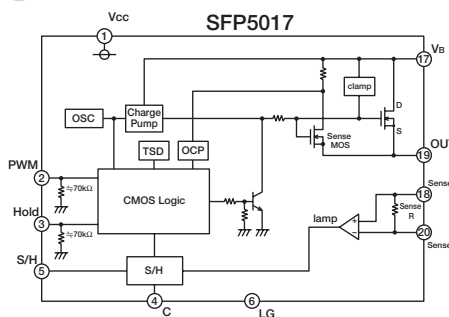 SFP5017
Vcc
1
VB
17
clamp
OSC
Charge
Pump
D
S
Sense
MOS
TSD
OCP
OUT
19
PWM
2
≒70kΩ
CMOS Logic
18
Sense
Hold
3
≒70kΩ
lamp
+
−
Sense
R
20
Sense
S/H
5
S/H
4
C
6
LG